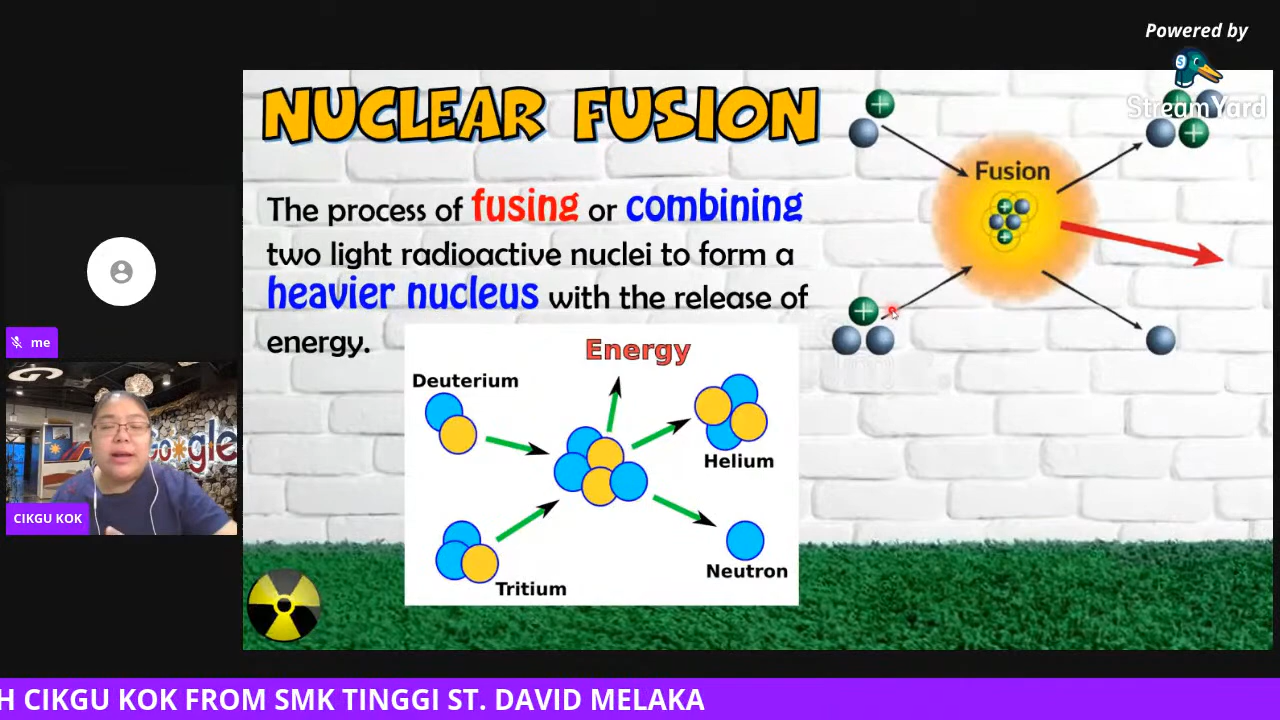 Powered by
StreamYard
NUCLEAR FUSION
The process of fusing or combining
two light radioactive nuclei to form a
heavier nucleus with the release of
energy.
Fusion
Energy
Deuterium
Helium
Neutron
Tritium
me
Google
CIKGU KOK
H CIKGU KOK FROM SMK TINGGI ST. DAVID MELAKA